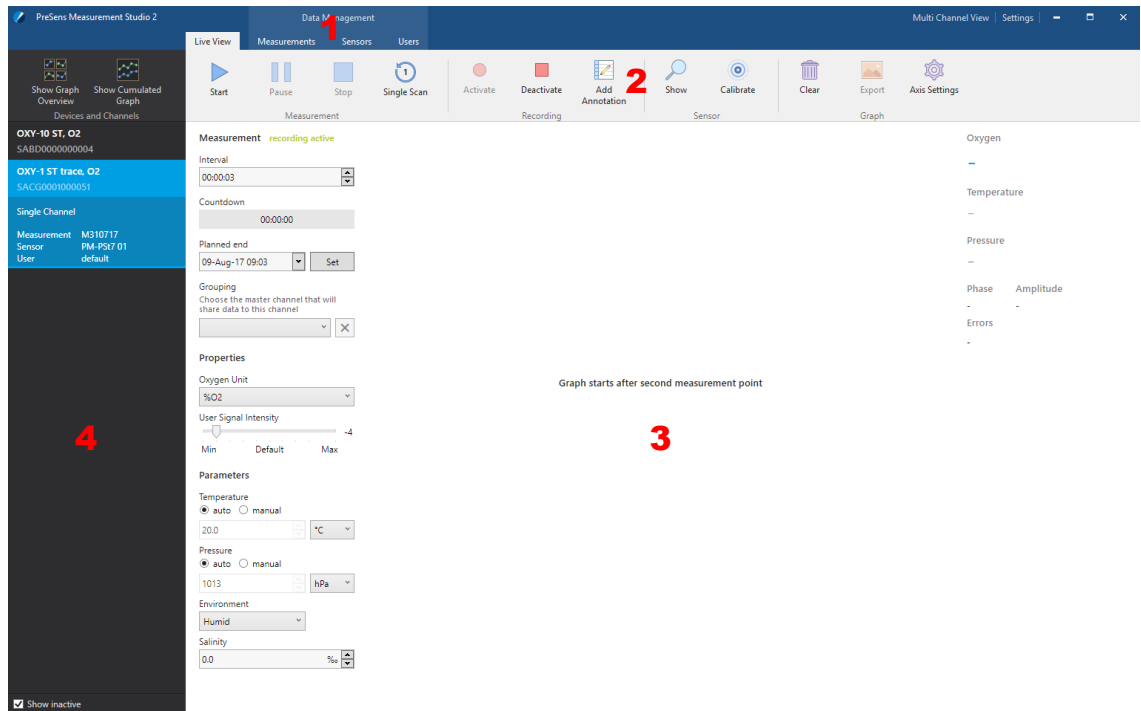 PreSens Measurement Studio 2
Data Management
Multi Channel View | Settings
1
Live View Measurements Sensors Users
Show Graph Overview
Show Cumulated Graph
Devices and Channels
Start Pause Stop Single Scan
Measurement
Activate Deactivate Add Annotation
Recording
2
Show Calibrate
Sensor
Clear Export Axis Settings
Graph
OXY-10 ST, O2
SABD0000000004
OXY-1 ST trace, O2
SACG0001000051
Single Channel
Measurement M310717
Sensor PM-PSt7 01
User default
4
Show inactive
Measurement recording active
Interval
00:00:03
Countdown
00:00:00
Planned end
09-Aug-17 09:03 Set
Grouping
Choose the master channel that will
share data to this channel
Properties
Oxygen Unit
%O2
User Signal Intensity
-4
Min Default Max
Parameters
Temperature
auto manual
20.0 °C
Pressure
auto manual
1013 hPa
Environment
Humid
Salinity
0.0 ‰
Graph starts after second measurement point
3
Oxygen
–
Temperature
–
Pressure
–
Phase Amplitude
- -
Errors
-